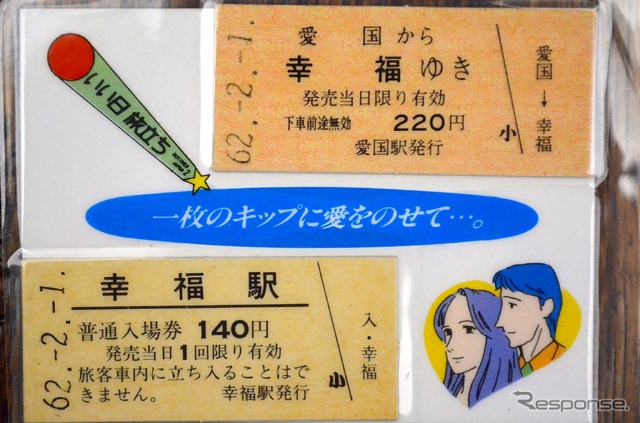 いい日旅立ち
62.-2.-1.
愛国から
幸福ゆき
発売当日限り有効
下車前途無効 220円
愛国駅発行
小
愛国→幸福
一枚のキップに愛をのせて…。
62.-2.-1.
幸福駅
普通入場券 140円
発売当日1回限り有効
旅客車内に立ち入ることはで
きません。 幸福駅発行
小
入・幸福
Response.